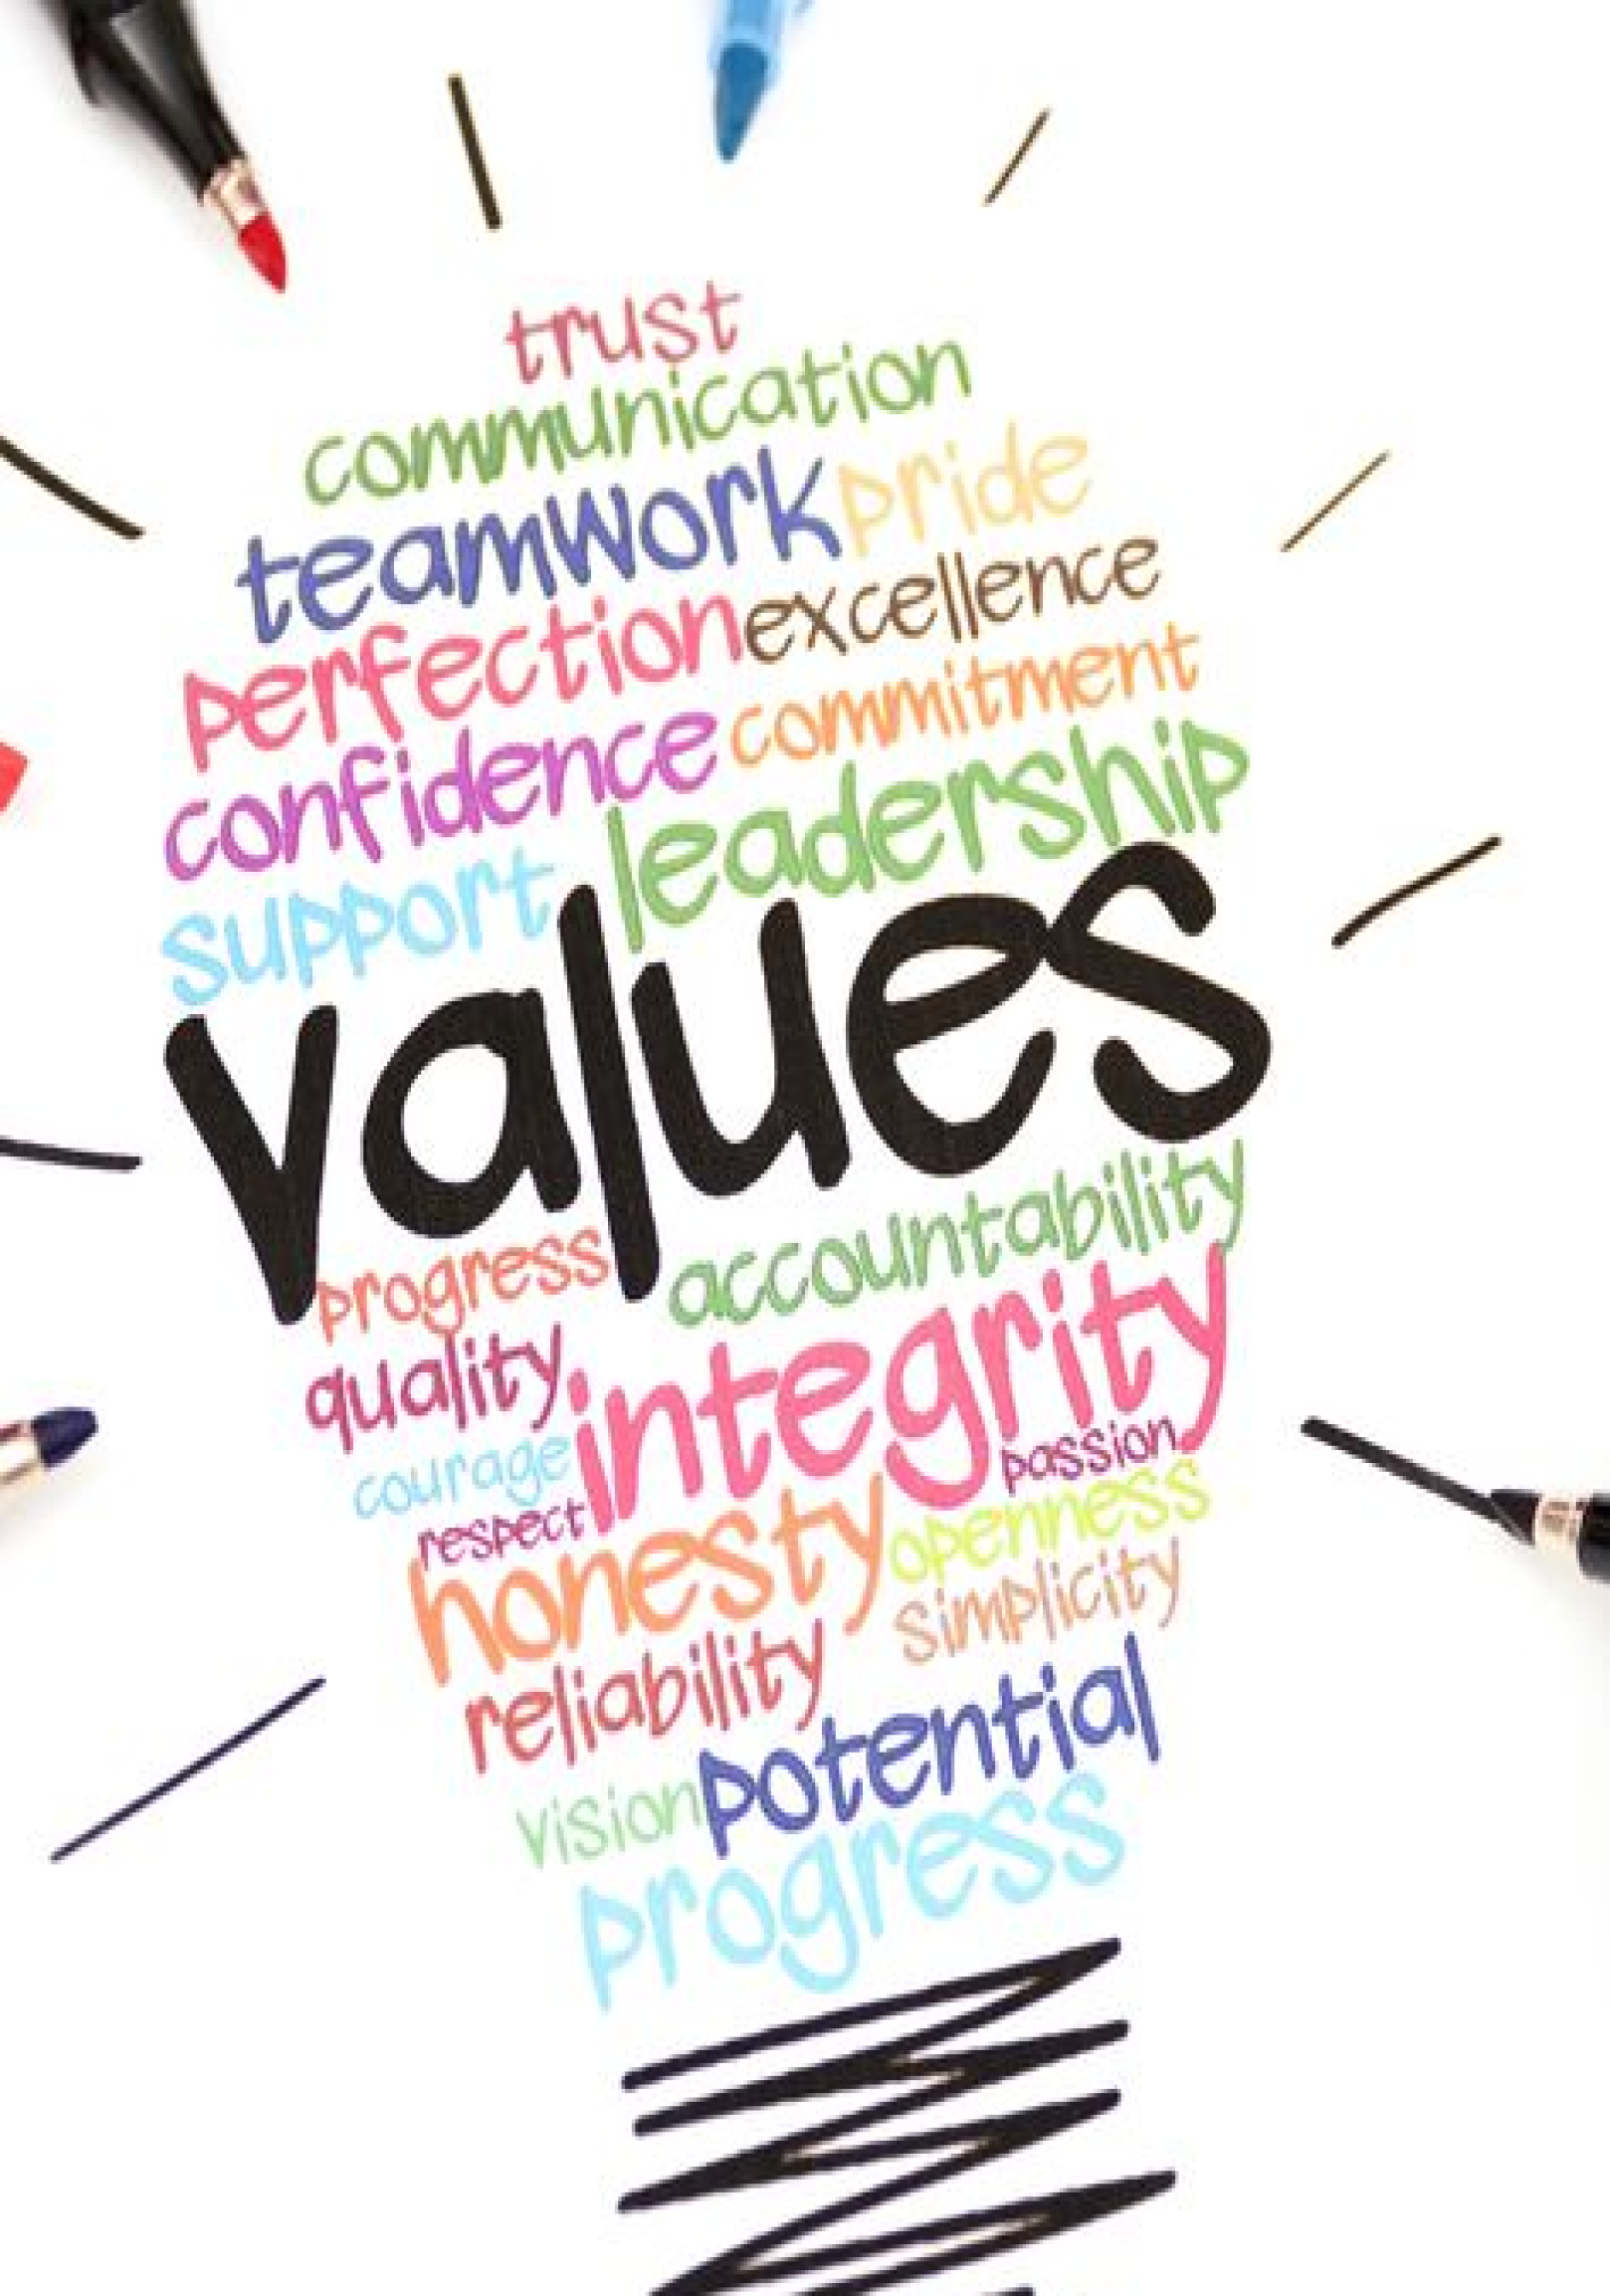 trust
communication
teamwork pride
perfection excellence
confidence commitment
support leadership
values
progress accountability
quality integrity
courage passion
respect openness
honesty simplicity
reliability
vision potential
progress